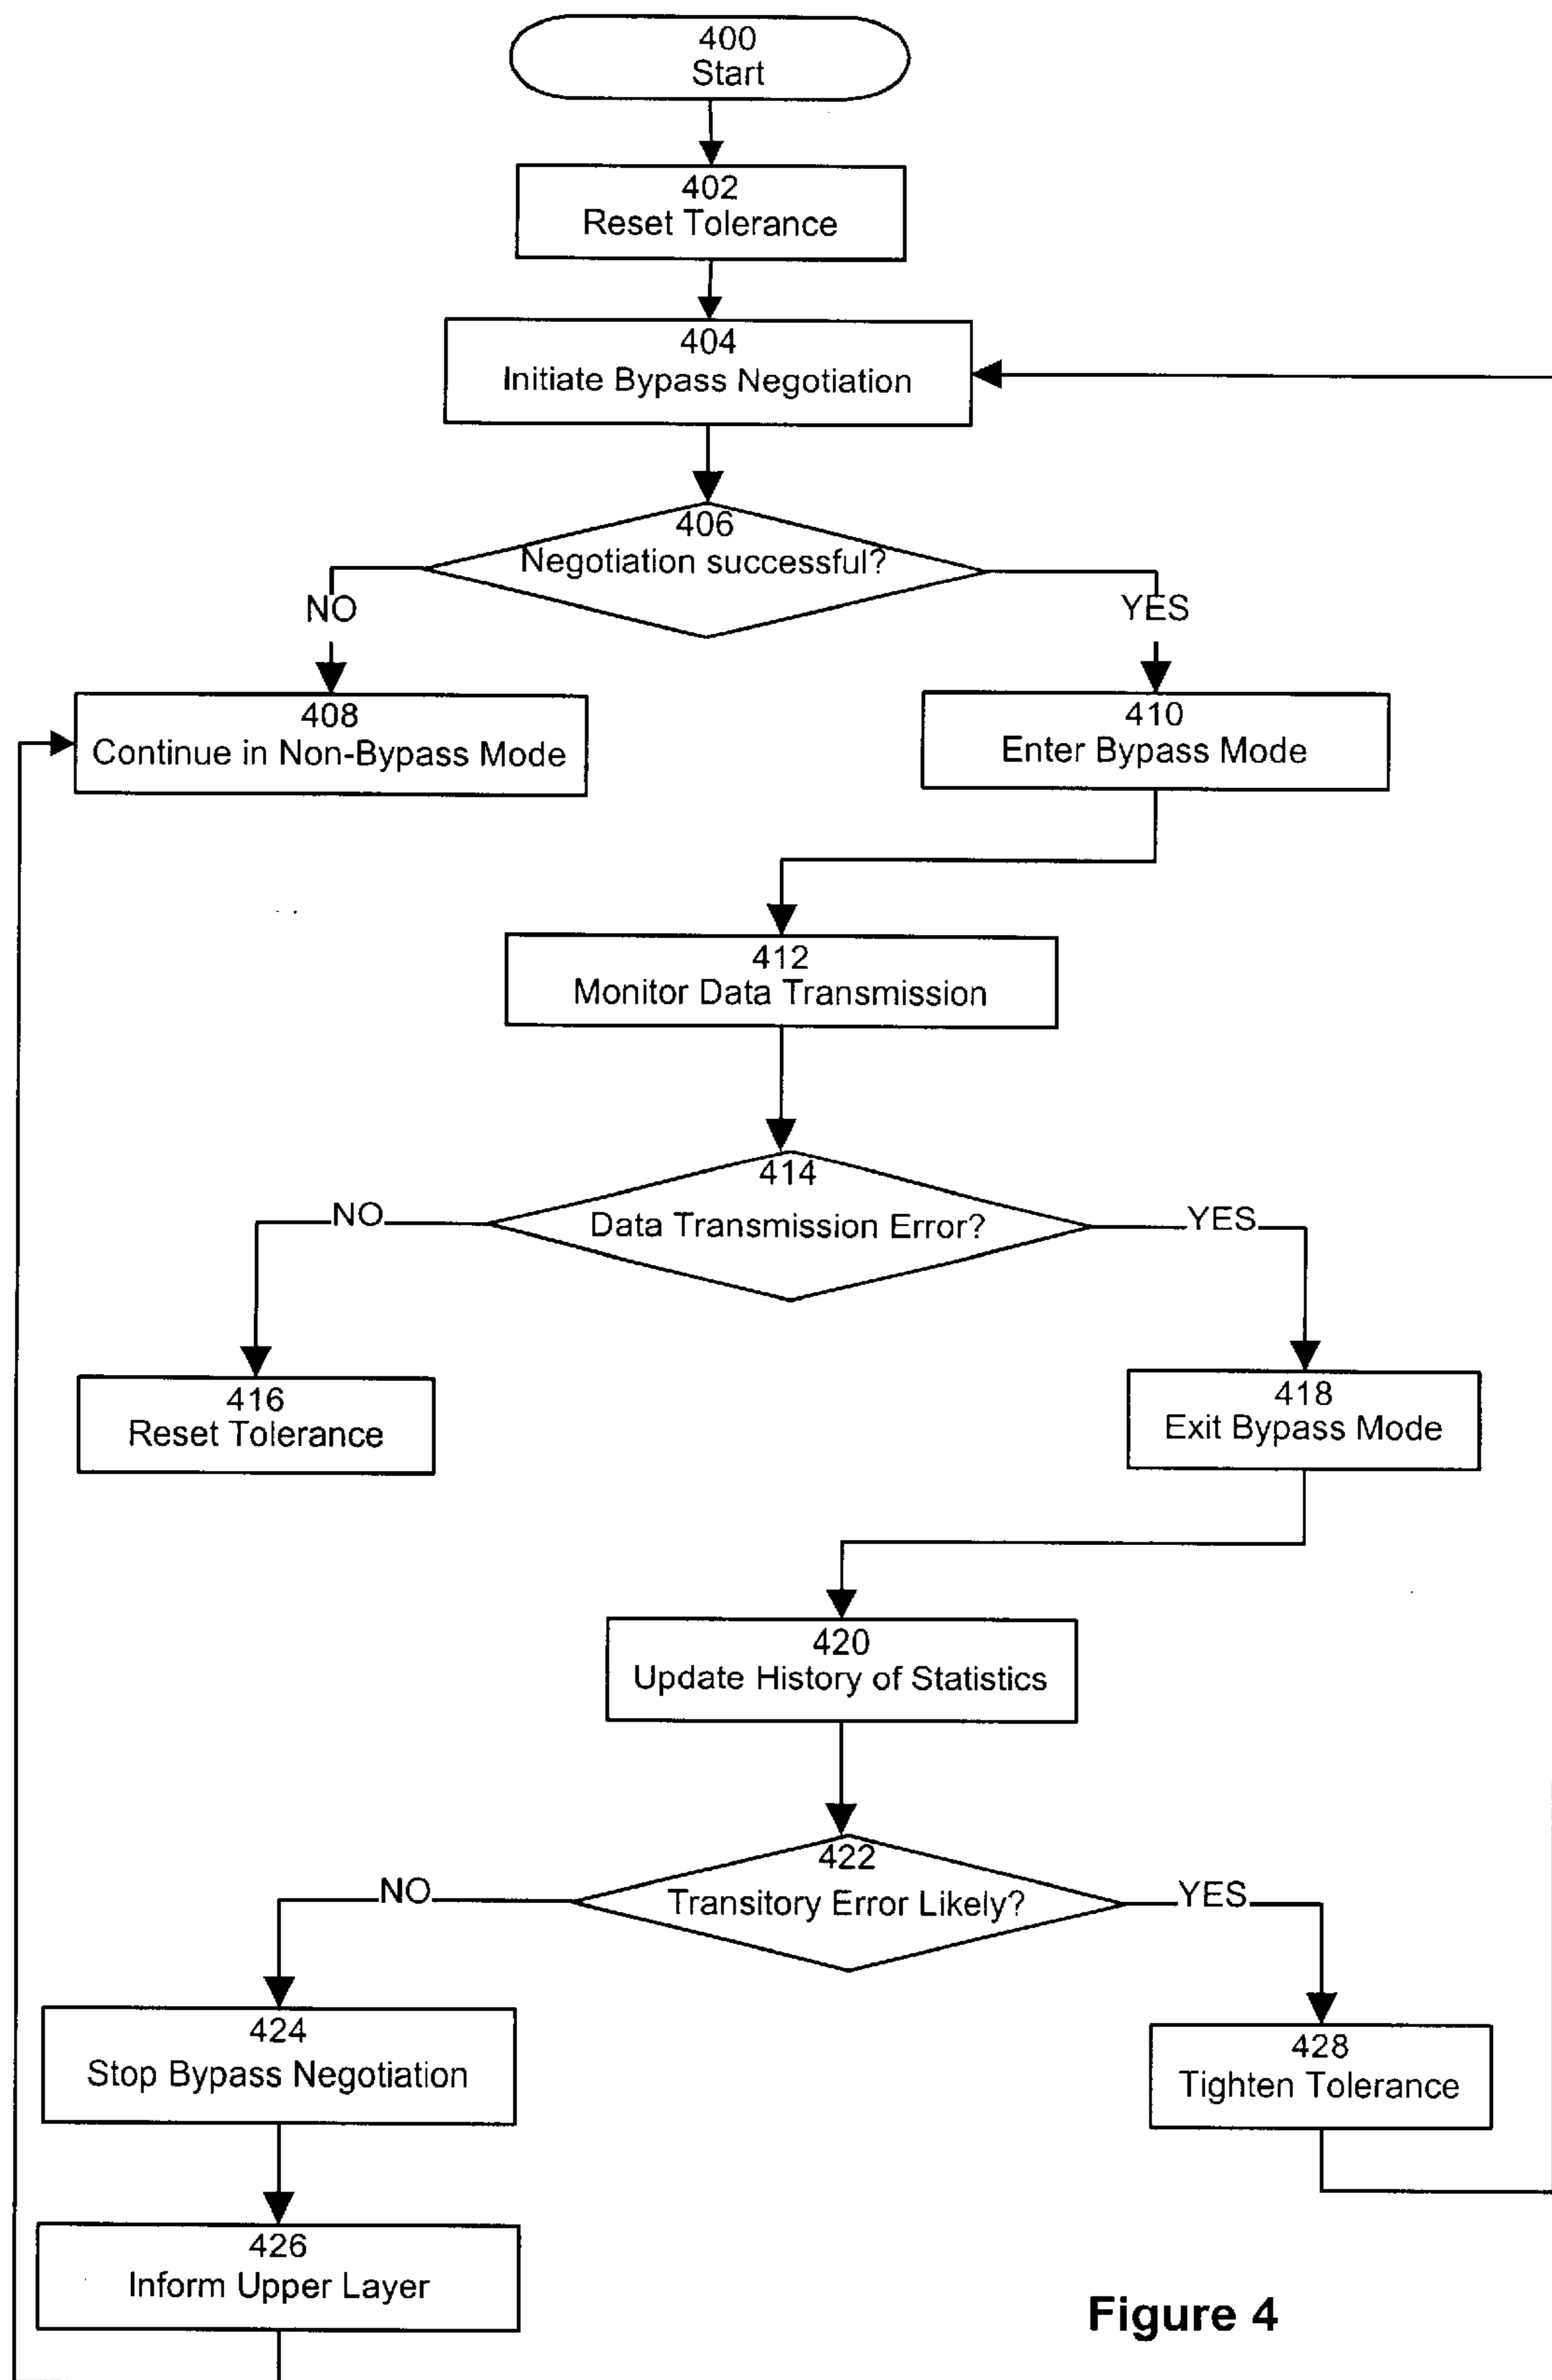 400
Start
402
Reset Tolerance
404
Initiate Bypass Negotiation
406
Negotiation successful?
NO
YES
408
Continue in Non-Bypass Mode
410
Enter Bypass Mode
412
Monitor Data Transmission
414
Data Transmission Error?
NO
YES
416
Reset Tolerance
418
Exit Bypass Mode
420
Update History of Statistics
422
Transitory Error Likely?
NO
YES
424
Stop Bypass Negotiation
428
Tighten Tolerance
426
Inform Upper Layer
Figure 4